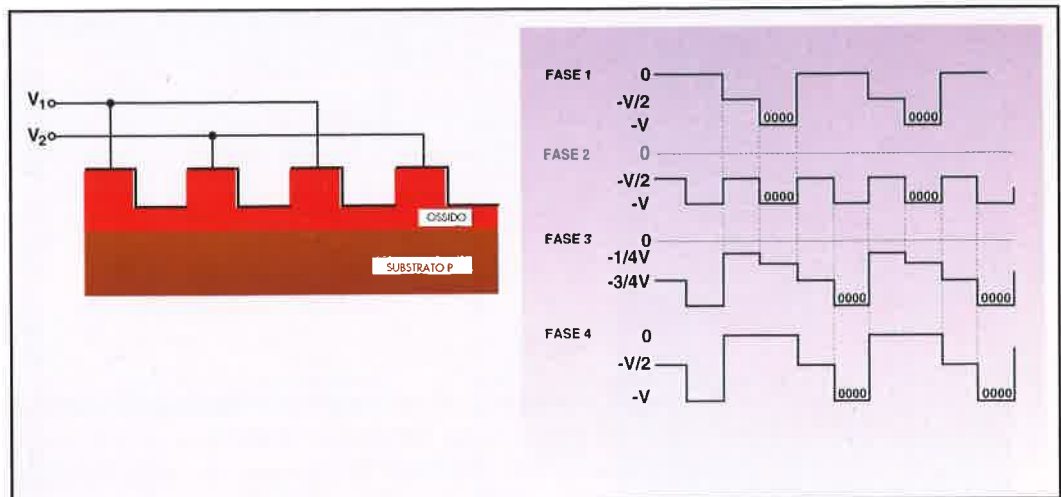 V1
V2
OSSIDO
SUBSTRATO P
FASE 1
0
-V/2
-V
0000
0000
FASE 2
0
-V/2
-V
0000
0000
FASE 3
0
-1/4V
-3/4V
0000
0000
FASE 4
0
-V/2
-V
0000
0000